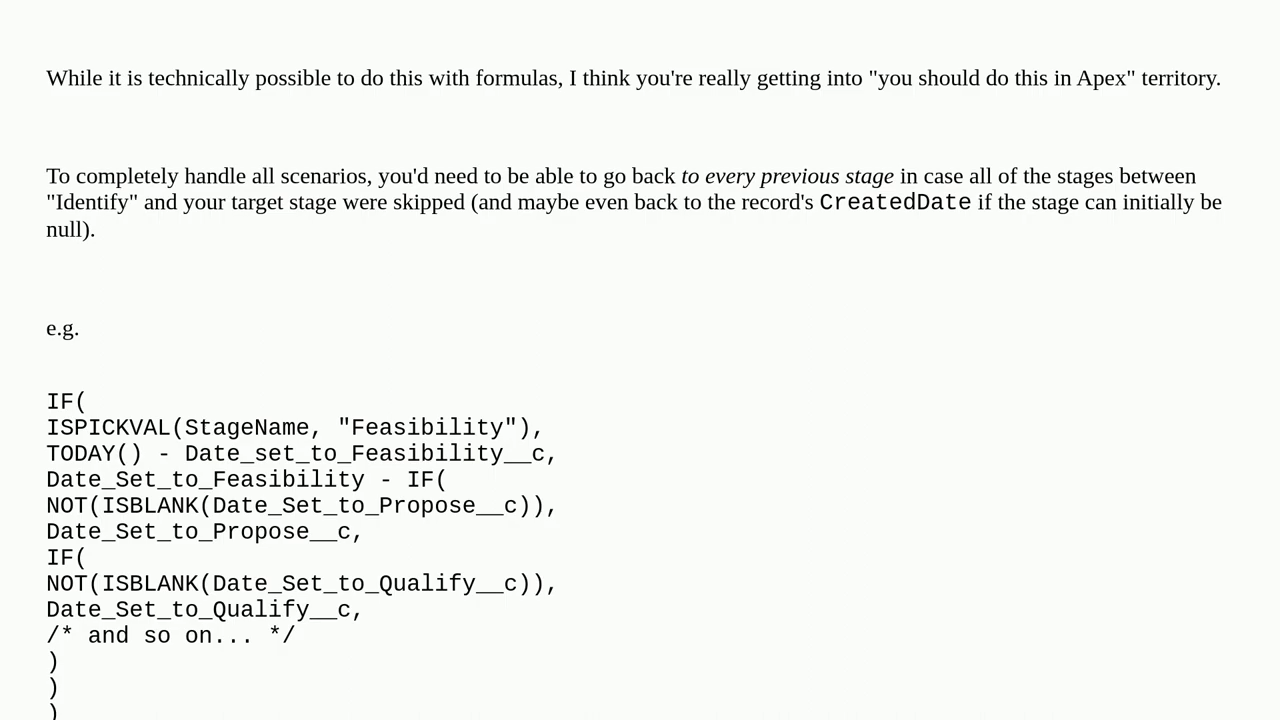 While it is technically possible to do this with formulas, I think you're really getting into "you should do this in Apex" territory.
To completely handle all scenarios, you'd need to be able to go back to every previous stage in case all of the stages between
"Identify" and your target stage were skipped (and maybe even back to the record's CreatedDate if the stage can initially be
null).
e.g.
IF(
ISPICKVAL(StageName, "Feasibility"),
TODAY() - Date_set_to_Feasibility__c,
Date_Set_to_Feasibility - IF(
NOT(ISBLANK(Date_Set_to_Propose__c)),
Date_Set_to_Propose__c,
IF(
NOT(ISBLANK(Date_Set_to_Qualify__c)),
Date_Set_to_Qualify__c,
/* and so on... */
)
)
)